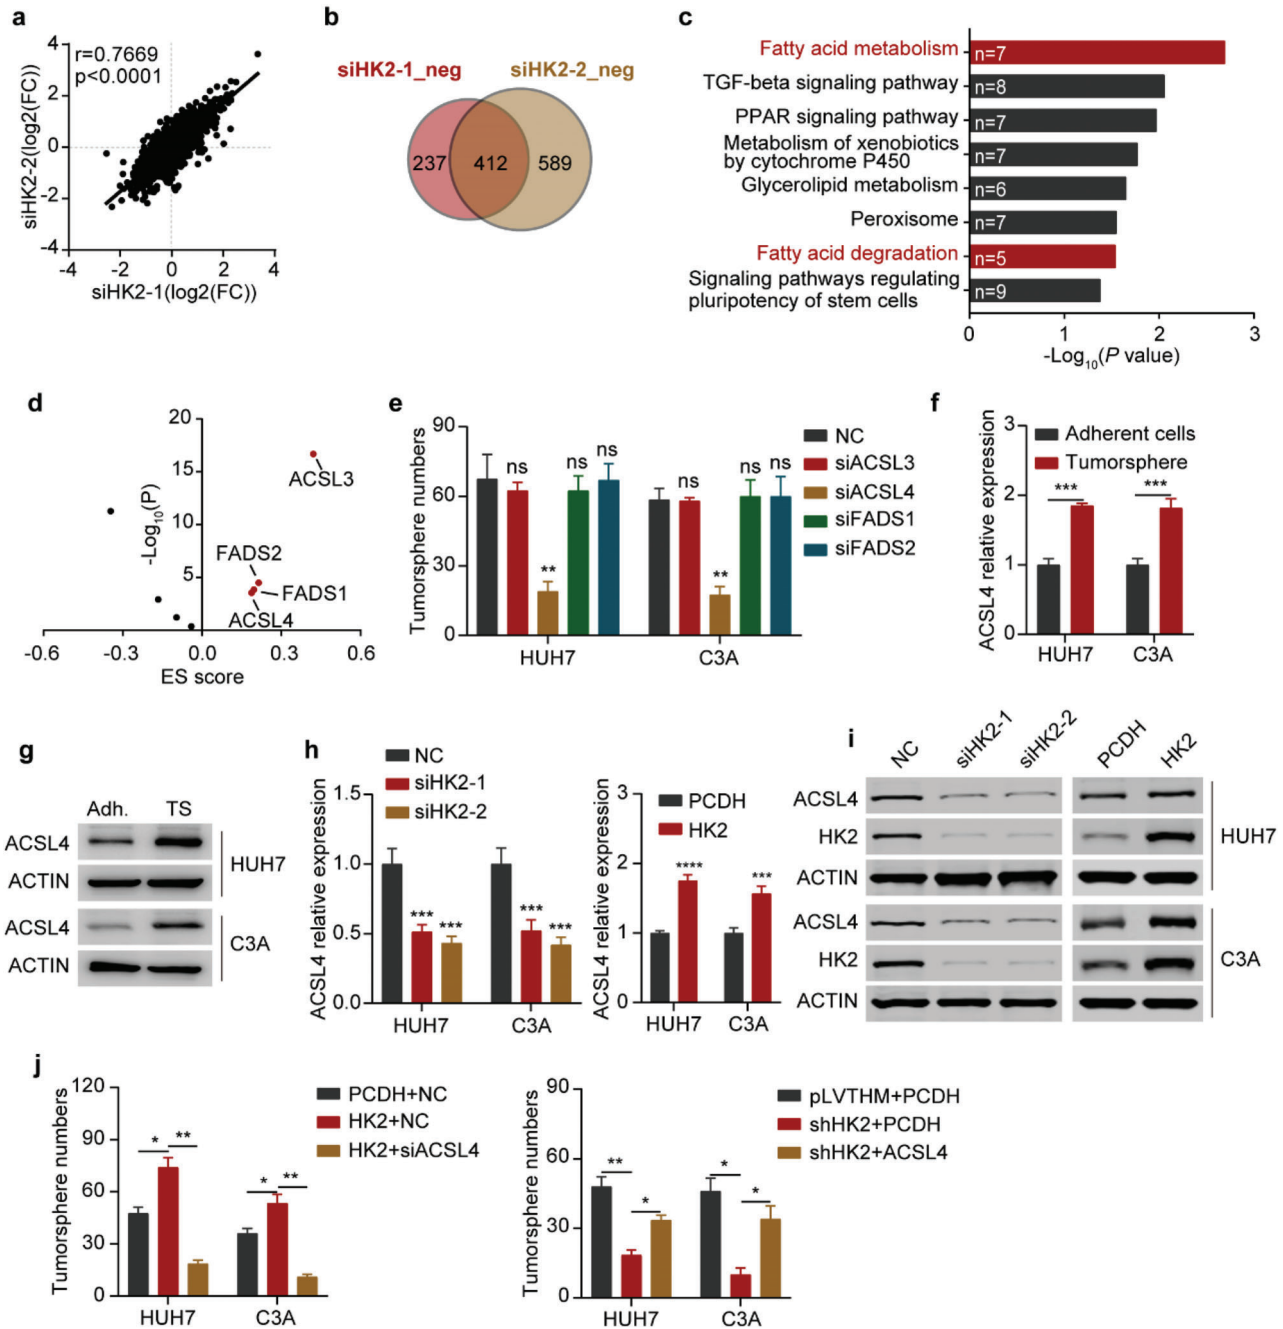 a
r=0.7669
p<0.0001
siHK2-2(log2(FC))
4
2
0
-2
-4
-4 -2 0 2 4
siHK2-1(log2(FC))
b
siHK2-1_neg siHK2-2_neg
237 412 589
c
Fatty acid metabolism n=7
TGF-beta signaling pathway n=8
PPAR signaling pathway n=7
Metabolism of xenobiotics
by cytochrome P450 n=7
Glycerolipid metabolism n=6
Peroxisome n=7
Fatty acid degradation n=5
Signaling pathways regulating
pluripotency of stem cells n=9
0 1 2 3
-Log10(P value)
d
-Log10(P)
20
15
10
5
ACSL3
FADS2
FADS1
ACSL4
-0.6 -0.3 0.0 0.3 0.6
ES score
e
Tumorsphere numbers
90
60
30
0
ns ** ns ns
ns ** ns ns
HUH7 C3A
NC
siACSL3
siACSL4
siFADS1
siFADS2
f
ACSL4 relative expression
3
2
1
0
Adherent cells
Tumorsphere
*** ***
HUH7 C3A
g
Adh. TS
ACSL4
ACTIN
HUH7
ACSL4
ACTIN
C3A
h
NC
siHK2-1
siHK2-2
ACSL4 relative expression
1.5
1.0
0.5
0.0
*** *** *** ***
HUH7 C3A
ACSL4 relative expression
3
2
1
0
PCDH
HK2
**** ***
HUH7 C3A
i
NC siHK2-1 siHK2-2 PCDH HK2
ACSL4
HK2
ACTIN
HUH7
ACSL4
HK2
ACTIN
C3A
j
Tumorsphere numbers
120
90
60
30
0
* ** * **
HUH7 C3A
PCDH+NC
HK2+NC
HK2+siACSL4
Tumorsphere numbers
90
60
30
0
** * * *
HUH7 C3A
pLVTHM+PCDH
shHK2+PCDH
shHK2+ACSL4